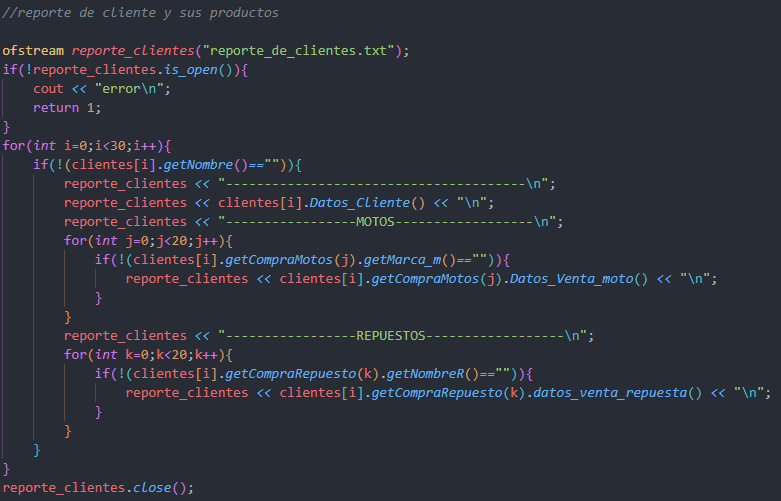 //reporte de cliente y sus productos
ofstream reporte_clientes("reporte_de_clientes.txt");
if(!reporte_clientes.is_open()){
    cout << "error\n";
    return 1;
}
for(int i=0;i<30;i++){
    if(!(clientes[i].getNombre()=="")){
        reporte_clientes << "---------------------------------------\n";
        reporte_clientes << clientes[i].Datos_Cliente() << "\n";
        reporte_clientes << "-----------------MOTOS------------------\n";
        for(int j=0;j<20;j++){
            if(!(clientes[i].getCompraMotos(j).getMarca_m()=="")){
                reporte_clientes << clientes[i].getCompraMotos(j).Datos_Venta_moto() << "\n";
            }
        }
        reporte_clientes << "-----------------REPUESTOS------------------\n";
        for(int k=0;k<20;k++){
            if(!(clientes[i].getCompraRepuesto(k).getNombreR()=="")){
                reporte_clientes << clientes[i].getCompraRepuesto(k).datos_venta_repuesta() << "\n";
            }
        }
    }
}
reporte_clientes.close();